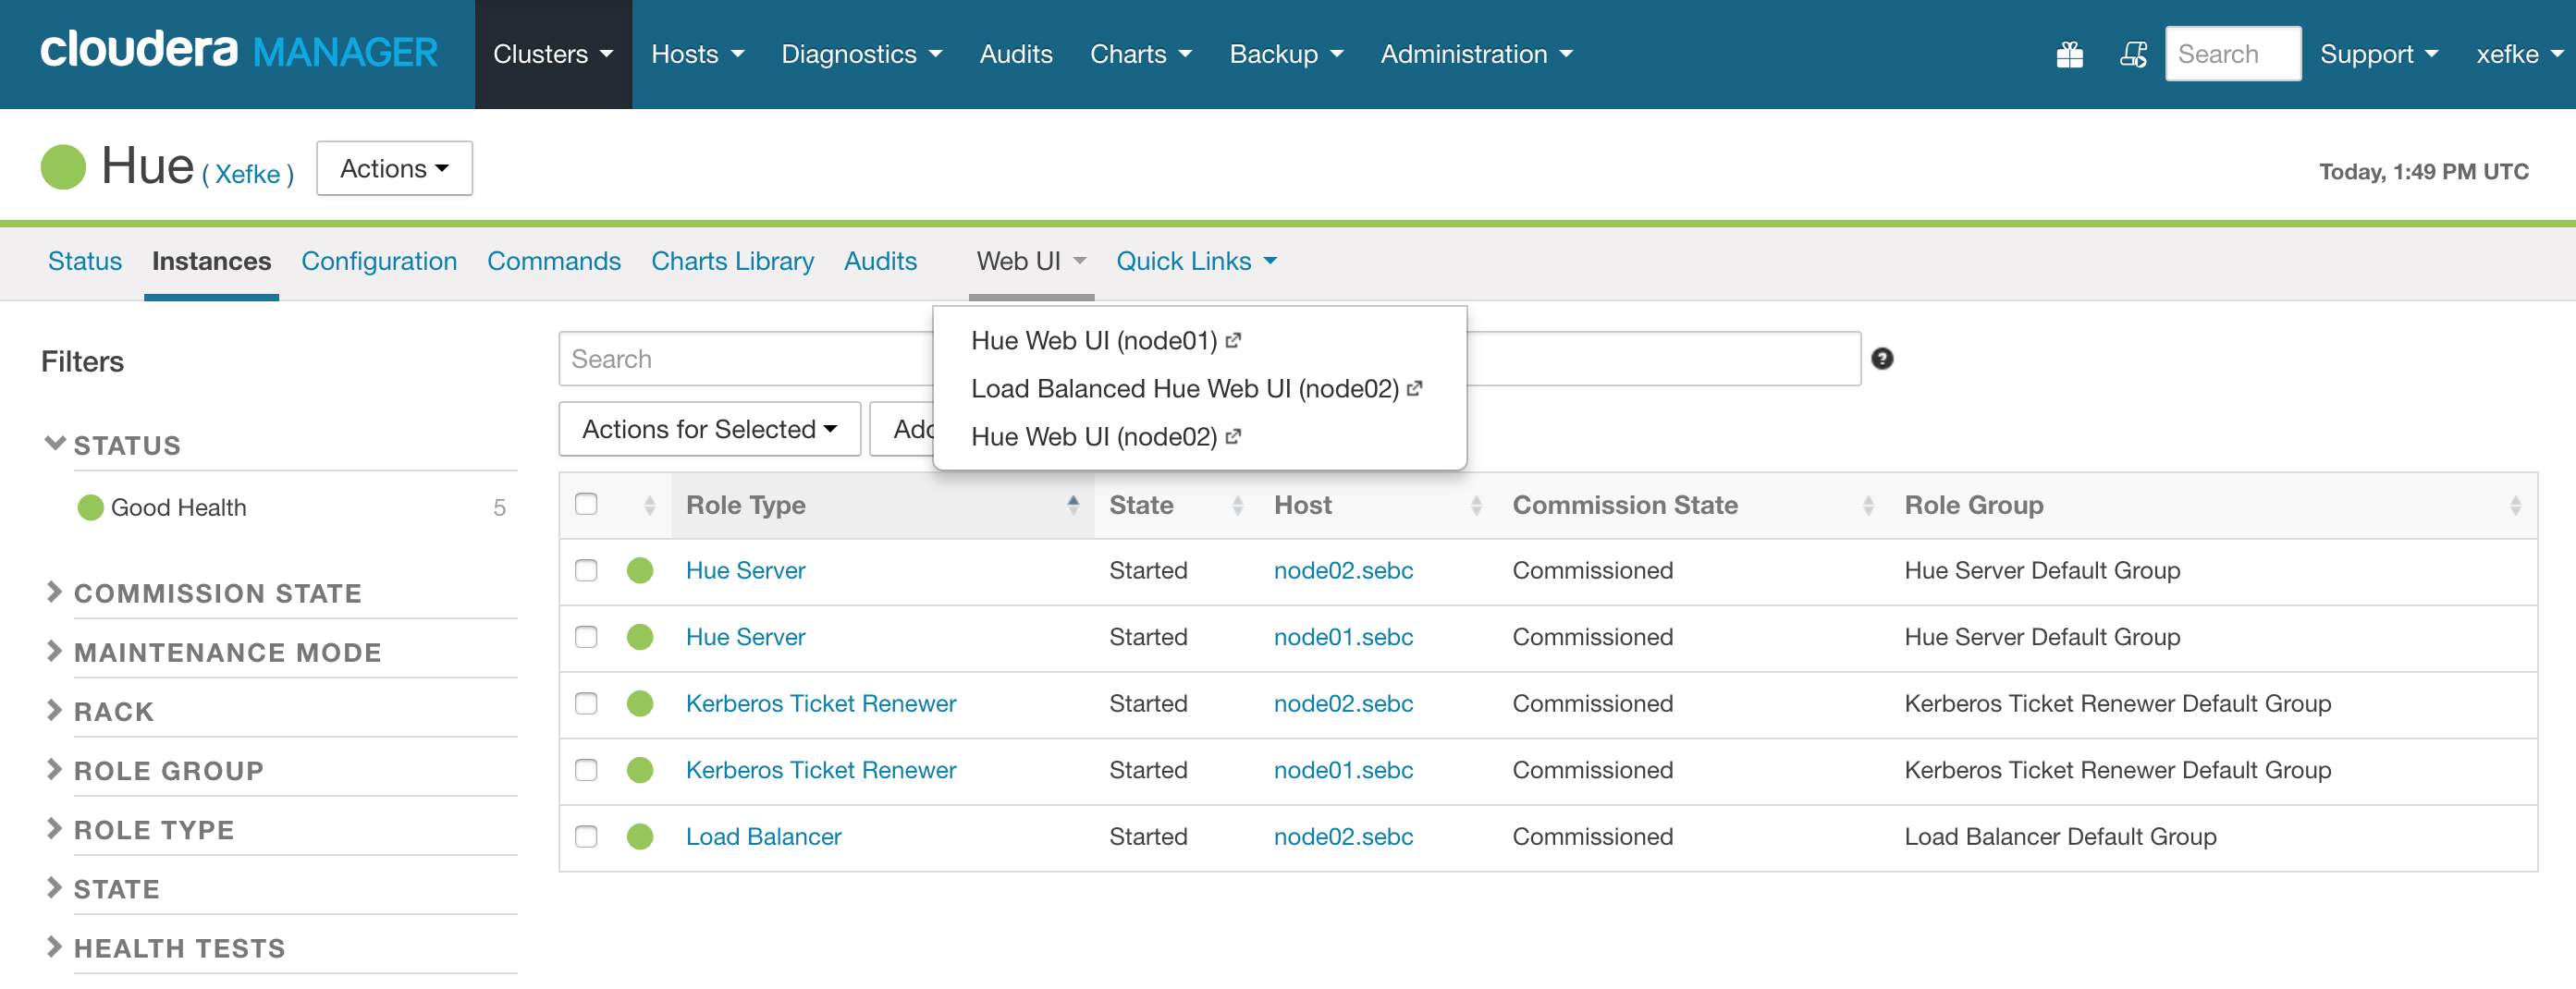 cloudera MANAGER Clusters Hosts Diagnostics Audits Charts Backup Administration Search Support xefke
Hue ( Xefke ) Actions Today, 1:49 PM UTC
Status Instances Configuration Commands Charts Library Audits Web UI Quick Links
Hue Web UI (node01)
Load Balanced Hue Web UI (node02)
Hue Web UI (node02)
Filters
STATUS
Good Health 5
COMMISSION STATE
MAINTENANCE MODE
RACK
ROLE GROUP
ROLE TYPE
STATE
HEALTH TESTS
Search ?
Actions for Selected
Role Type State Host Commission State Role Group
Hue Server Started node02.sebc Commissioned Hue Server Default Group
Hue Server Started node01.sebc Commissioned Hue Server Default Group
Kerberos Ticket Renewer Started node02.sebc Commissioned Kerberos Ticket Renewer Default Group
Kerberos Ticket Renewer Started node01.sebc Commissioned Kerberos Ticket Renewer Default Group
Load Balancer Started node02.sebc Commissioned Load Balancer Default Group